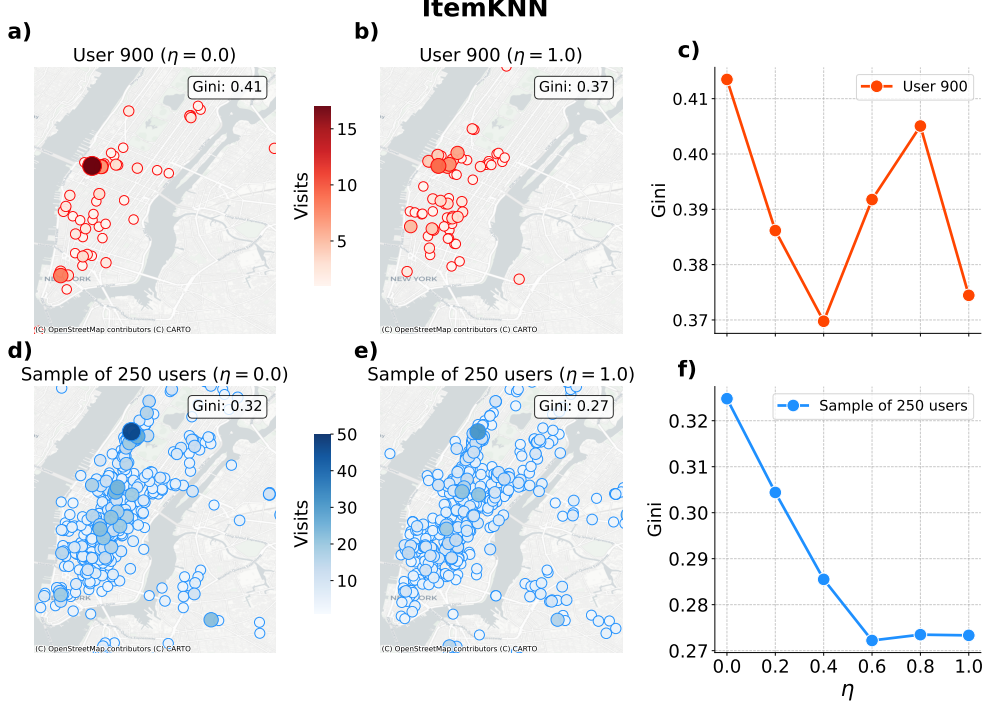 ItemKNN
a)
User 900 (η = 0.0)
Gini: 0.41
NEW YORK
(C) OpenStreetMap contributors (C) CARTO
15
10
5
Visits
b)
User 900 (η = 1.0)
Gini: 0.37
NEW YORK
(C) OpenStreetMap contributors (C) CARTO
c)
User 900
0.41
0.40
0.39
0.38
0.37
Gini
d)
Sample of 250 users (η = 0.0)
Gini: 0.32
NEW YORK
(C) OpenStreetMap contributors (C) CARTO
50
40
30
20
10
Visits
e)
Sample of 250 users (η = 1.0)
Gini: 0.27
NEW YORK
(C) OpenStreetMap contributors (C) CARTO
f)
Sample of 250 users
0.32
0.31
0.30
0.29
0.28
0.27
Gini
0.0 0.2 0.4 0.6 0.8 1.0
η